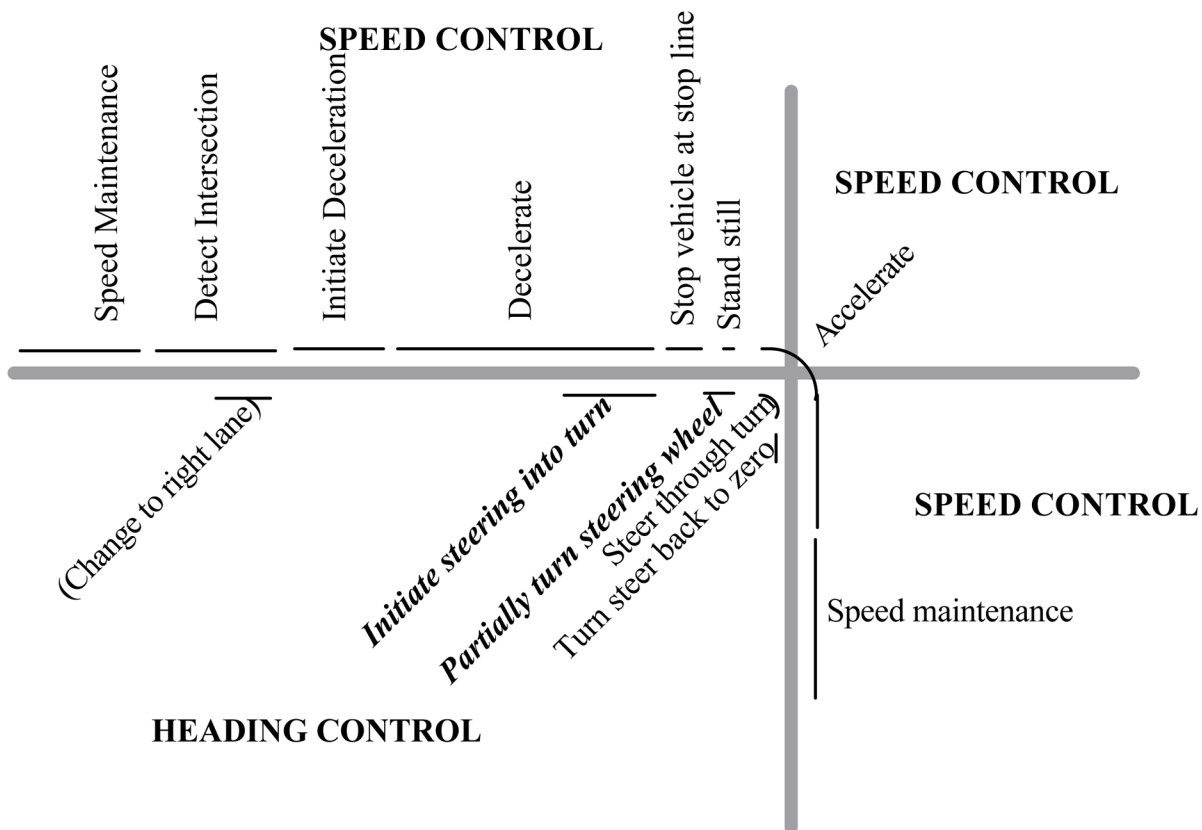 SPEED CONTROL
Speed Maintenance
Detect Intersection
Initiate Deceleration
Decelerate
Stop vehicle at stop line
Stand still
SPEED CONTROL
Accelerate
(Change to right lane)
Initiate steering into turn
Partially turn steering wheel
Steer through turn
Turn steer back to zero
SPEED CONTROL
Speed maintenance
HEADING CONTROL